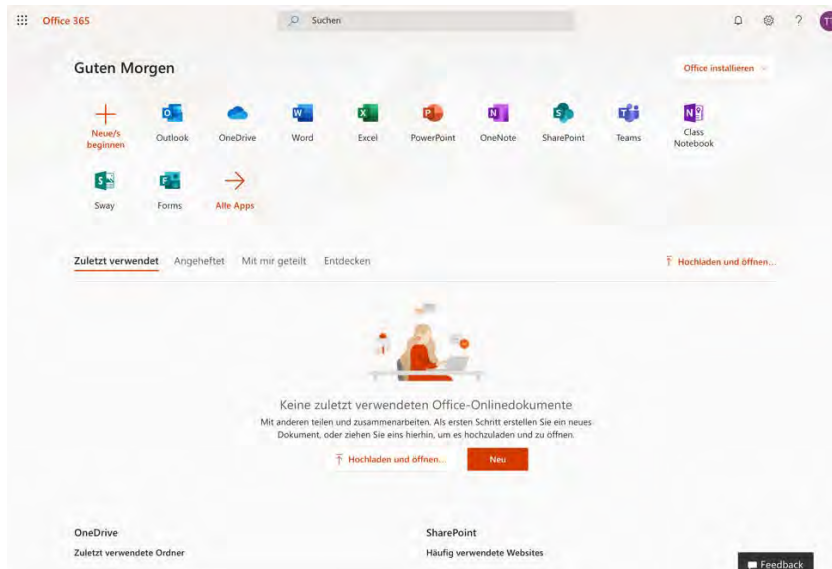 Office 365
Suchen
?
Guten Morgen
Office installieren
Neue/s
beginnen
Outlook
OneDrive
Word
Excel
PowerPoint
OneNote
SharePoint
Teams
Class
Notebook
Sway
Forms
Alle Apps
Zuletzt verwendet Angeheftet Mit mir geteilt Entdecken
Hochladen und öffnen...
Keine zuletzt verwendeten Office-Onlinedokumente
Mit anderen teilen und zusammenarbeiten. Als ersten Schritt erstellen Sie ein neues
Dokument, oder ziehen Sie eins hierhin, um es hochzuladen und zu öffnen.
Hochladen und öffnen...
Neu
OneDrive
SharePoint
Zuletzt verwendete Ordner
Häufig verwendete Websites
Feedback